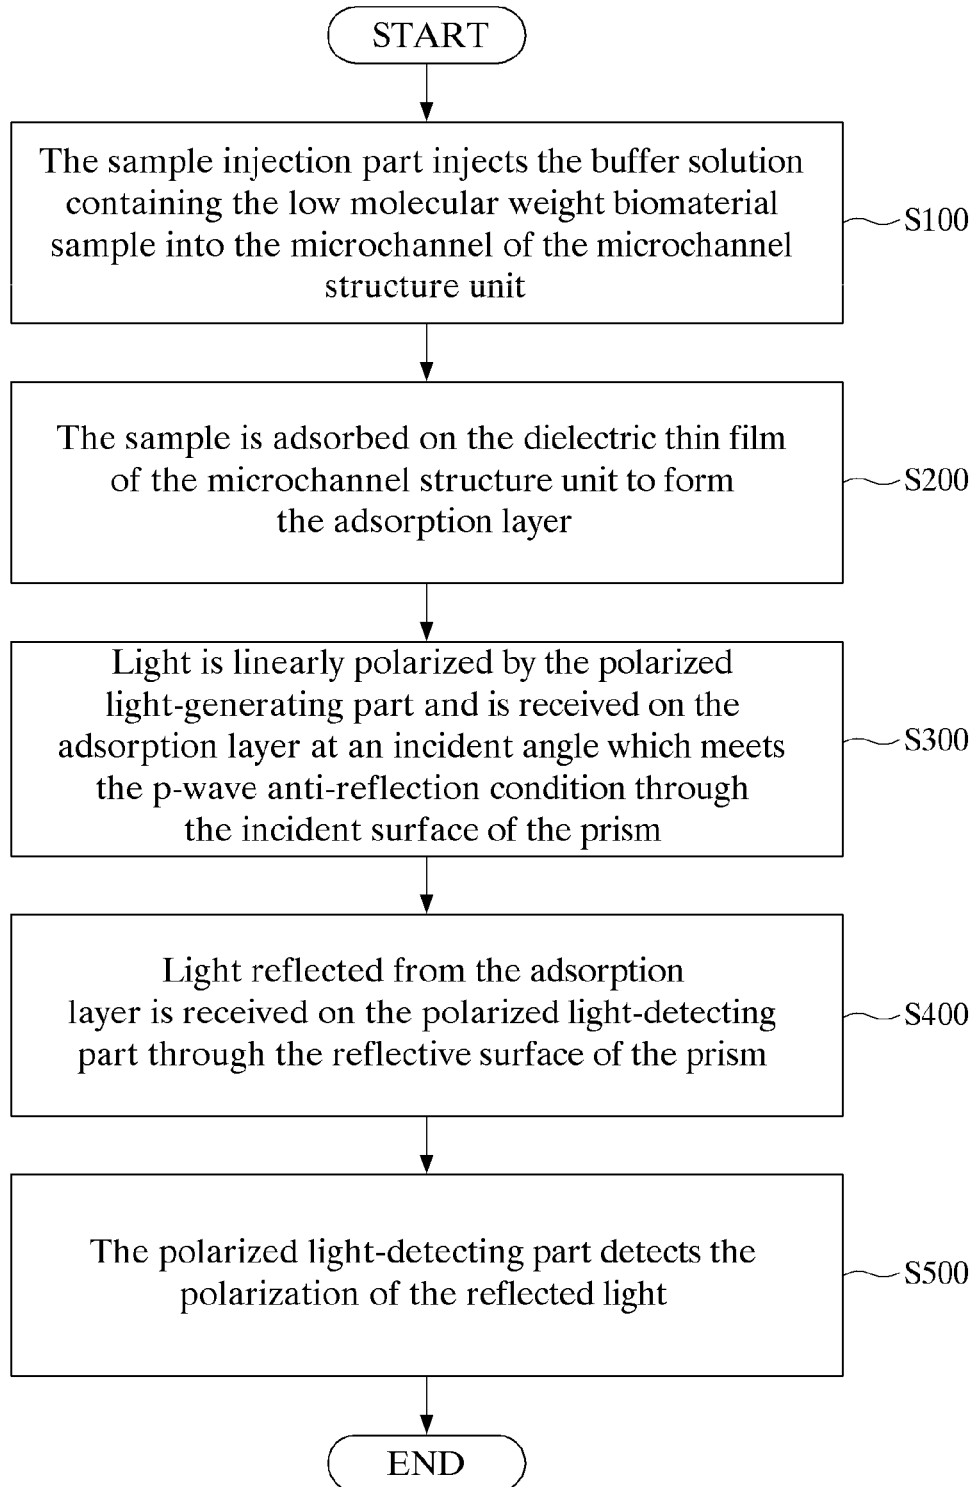 START
The sample injection part injects the buffer solution
containing the low molecular weight biomaterial
sample into the microchannel of the microchannel
structure unit
S100
The sample is adsorbed on the dielectric thin film
of the microchannel structure unit to form
the adsorption layer
S200
Light is linearly polarized by the polarized
light-generating part and is received on the
adsorption layer at an incident angle which meets
the p-wave anti-reflection condition through
the incident surface of the prism
S300
Light reflected from the adsorption
layer is received on the polarized light-detecting
part through the reflective surface of the prism
S400
The polarized light-detecting part detects the
polarization of the reflected light
S500
END